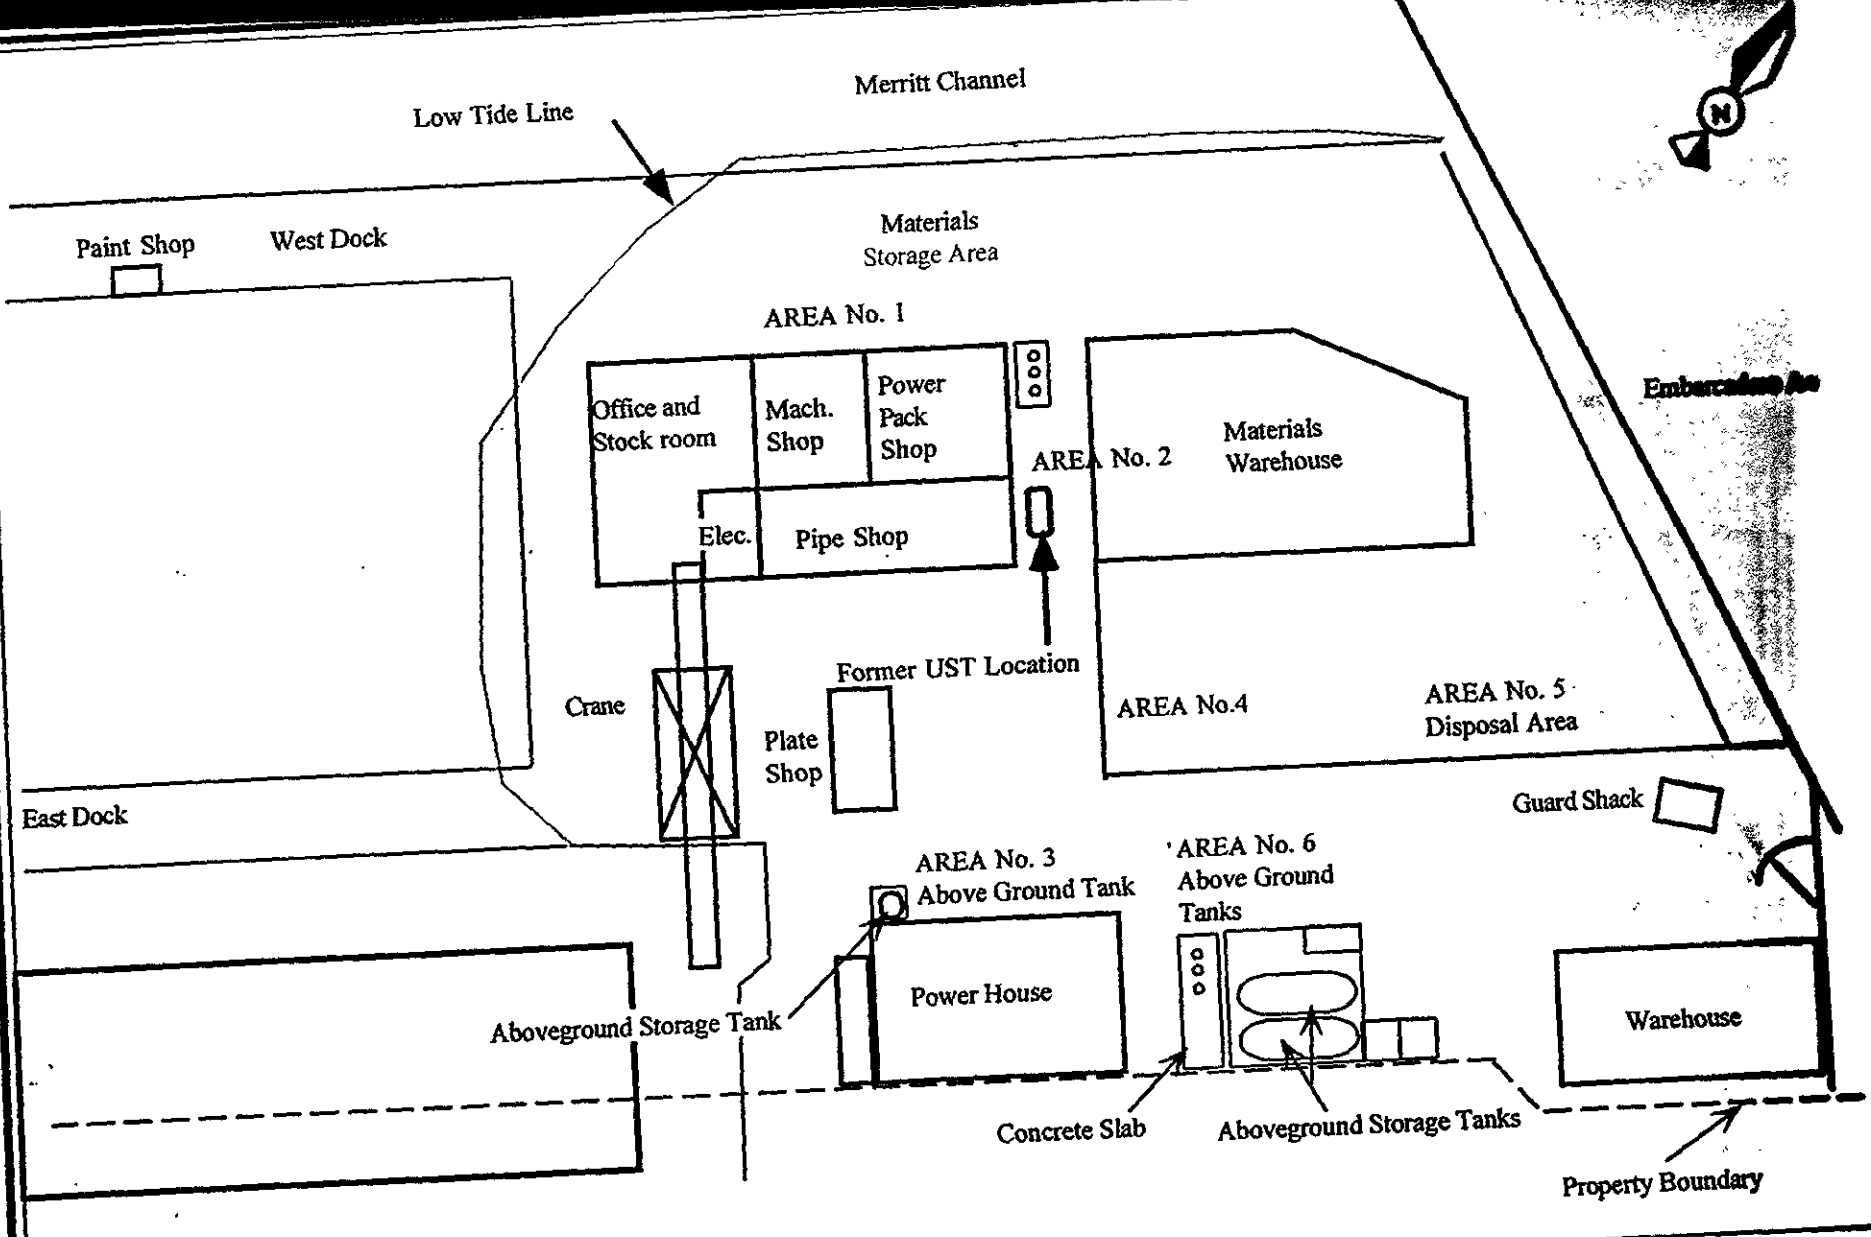 Merritt Channel
Low Tide Line
N
Materials
Storage Area
Paint Shop
West Dock
AREA No. 1
Office and
Stock room
Mach.
Shop
Power
Pack
Shop
AREA No. 2
Materials
Warehouse
Elec.
Pipe Shop
Former UST Location
Crane
Plate
Shop
AREA No.4
AREA No. 5
Disposal Area
East Dock
Guard Shack
AREA No. 3
Above Ground Tank
AREA No. 6
Above Ground
Tanks
Power House
Aboveground Storage Tank
Warehouse
Concrete Slab
Aboveground Storage Tanks
Property Boundary